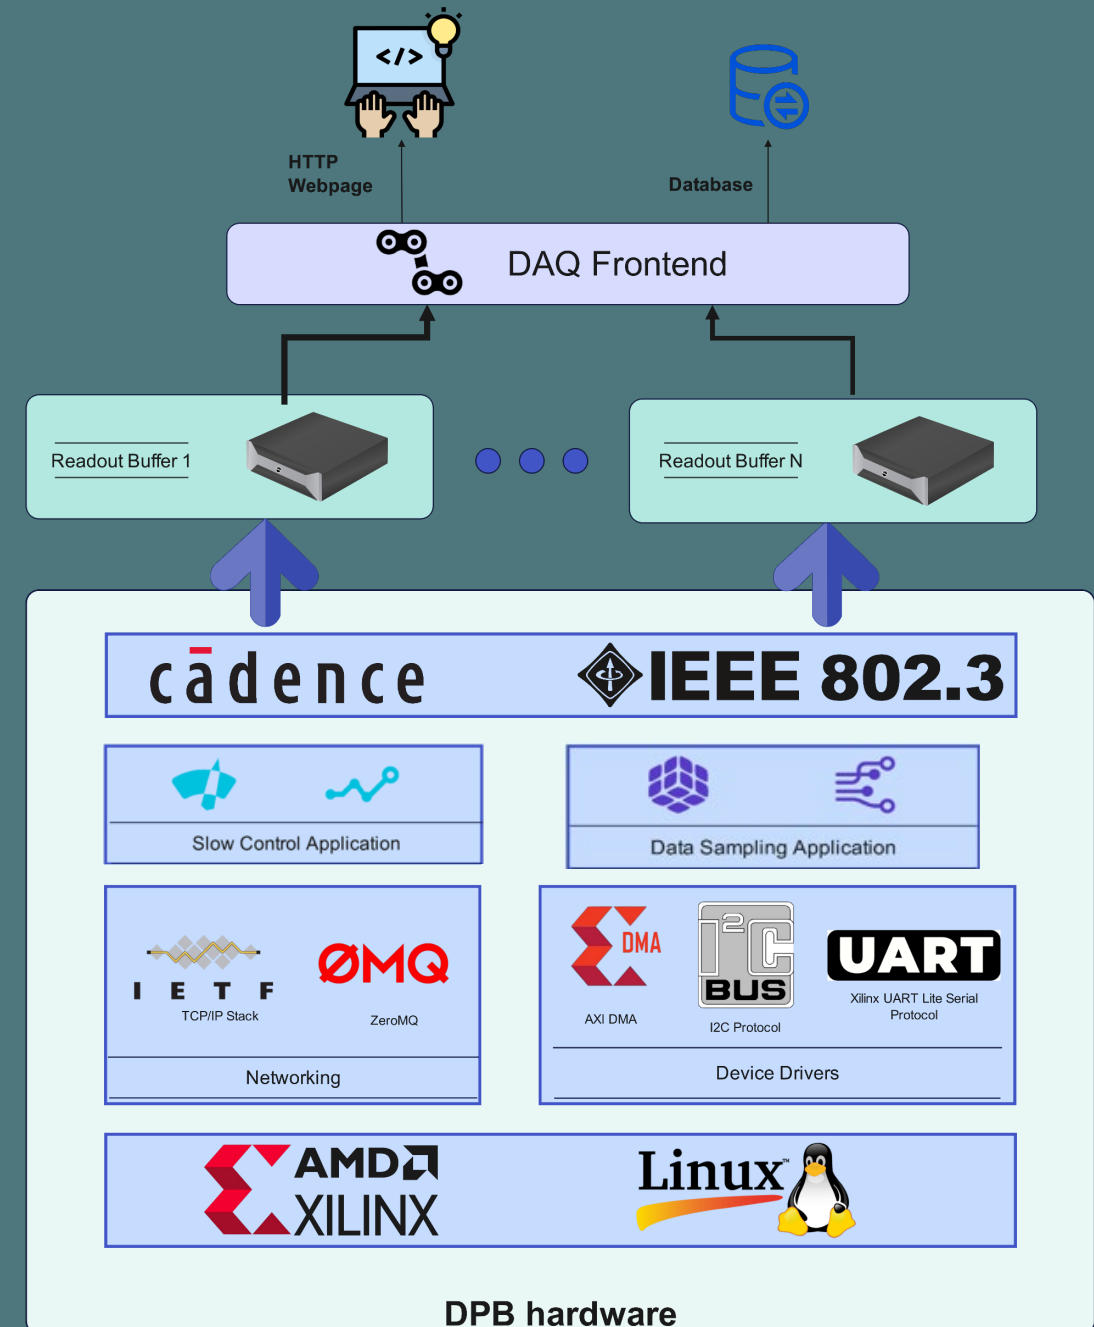 </>
HTTP
Webpage
Database
DAQ Frontend
Readout Buffer 1
Readout Buffer N
cādence
IEEE 802.3
Slow Control Application
Data Sampling Application
IETF
TCP/IP Stack
ØMQ
ZeroMQ
Networking
DMA
AXI DMA
I2C
BUS
I2C Protocol
UART
Xilinx UART Lite Serial
Protocol
Device Drivers
AMD
XILINX
Linux™
DPB hardware